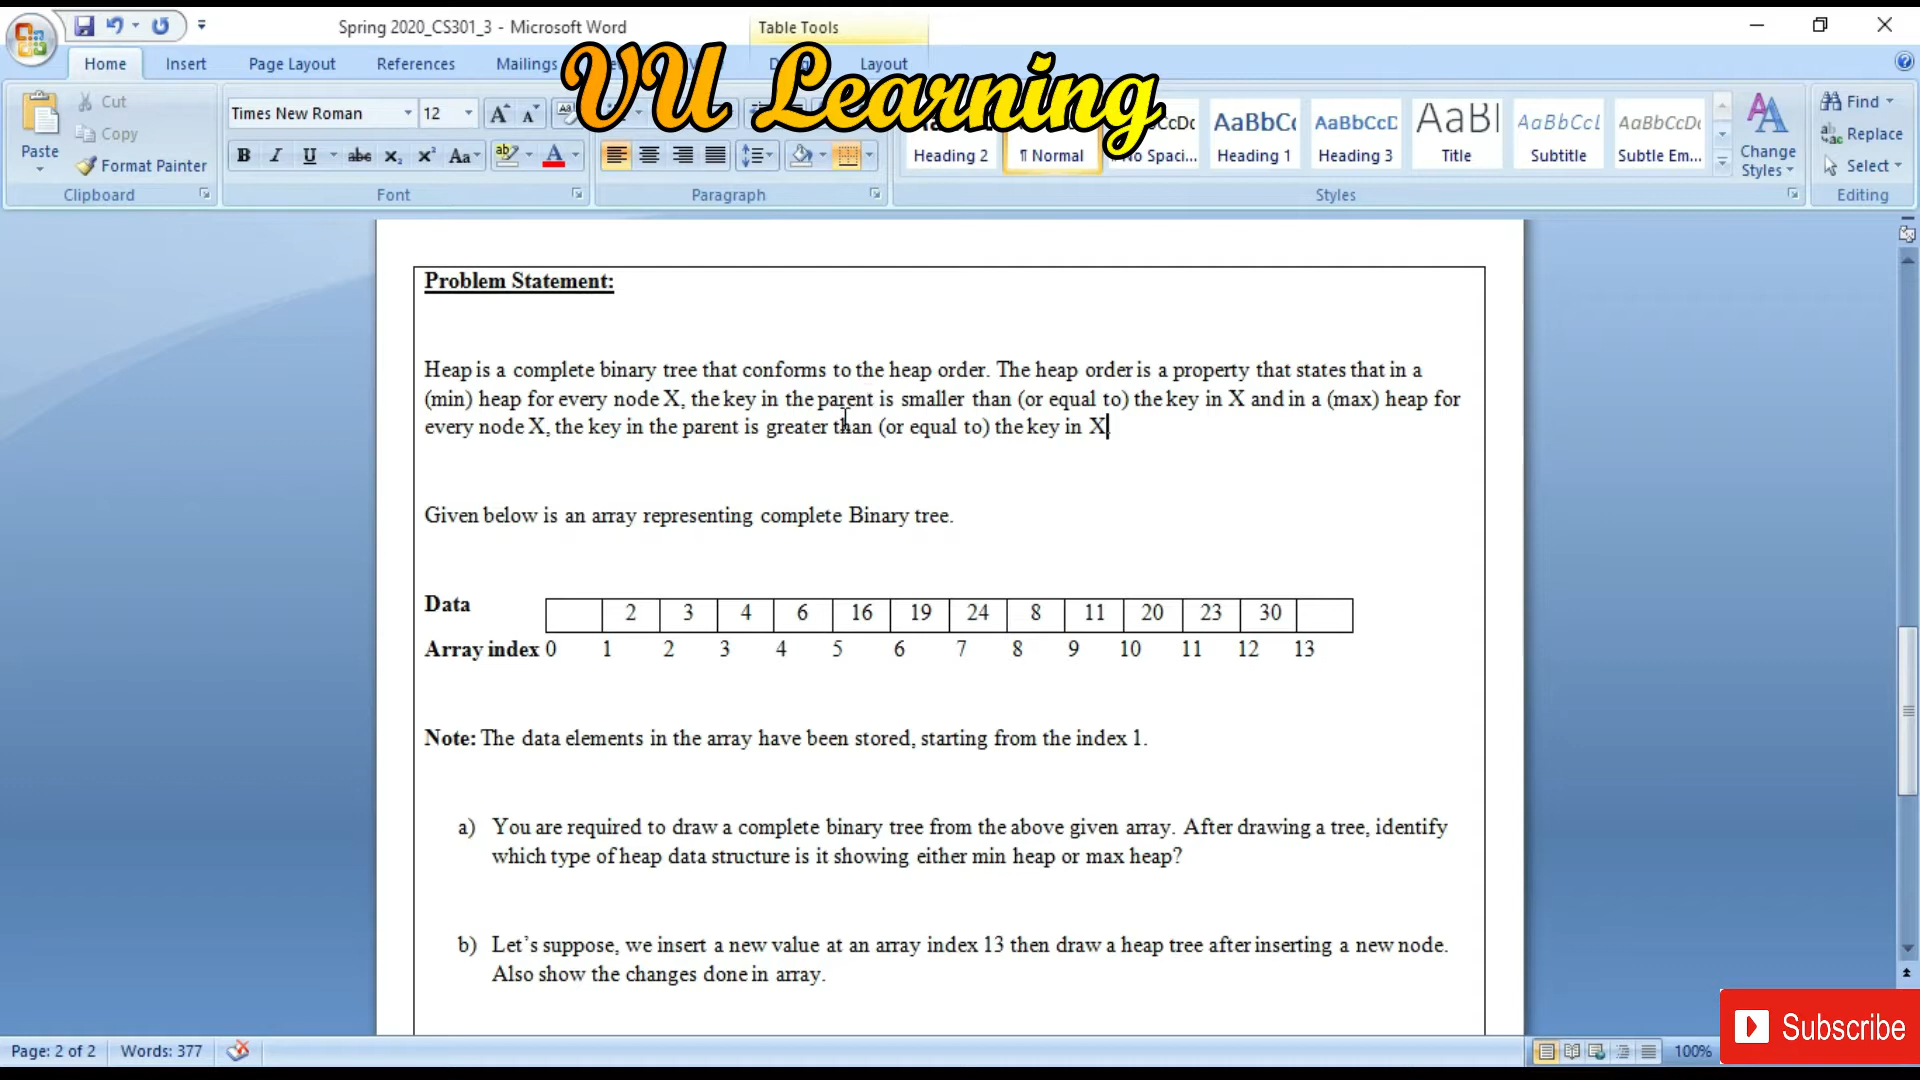 Spring 2020_CS301_3 - Microsoft Word
Table Tools
Home
Insert
Page Layout
References
Mailings
Layout
VU Learning
Paste
Cut
Copy
Format Painter
Clipboard
Times New Roman
12
Font
Paragraph
Heading 2
¶ Normal
No Spaci...
Heading 1
Heading 3
Title
Subtitle
Subtle Em...
Change
Styles
Styles
Find
Replace
Select
Editing
Problem Statement:
Heap is a complete binary tree that conforms to the heap order. The heap order is a property that states that in a
(min) heap for every node X, the key in the parent is smaller than (or equal to) the key in X and in a (max) heap for
every node X, the key in the parent is greater than (or equal to) the key in X.
Given below is an array representing complete Binary tree.
Data 2 3 4 6 16 19 24 8 11 20 23 30
Array index 0 1 2 3 4 5 6 7 8 9 10 11 12 13
Note: The data elements in the array have been stored, starting from the index 1.
a) You are required to draw a complete binary tree from the above given array. After drawing a tree, identify
which type of heap data structure is it showing either min heap or max heap?
b) Let’s suppose, we insert a new value at an array index 13 then draw a heap tree after inserting a new node.
Also show the changes done in array.
Page: 2 of 2
Words: 377
100%
Subscribe